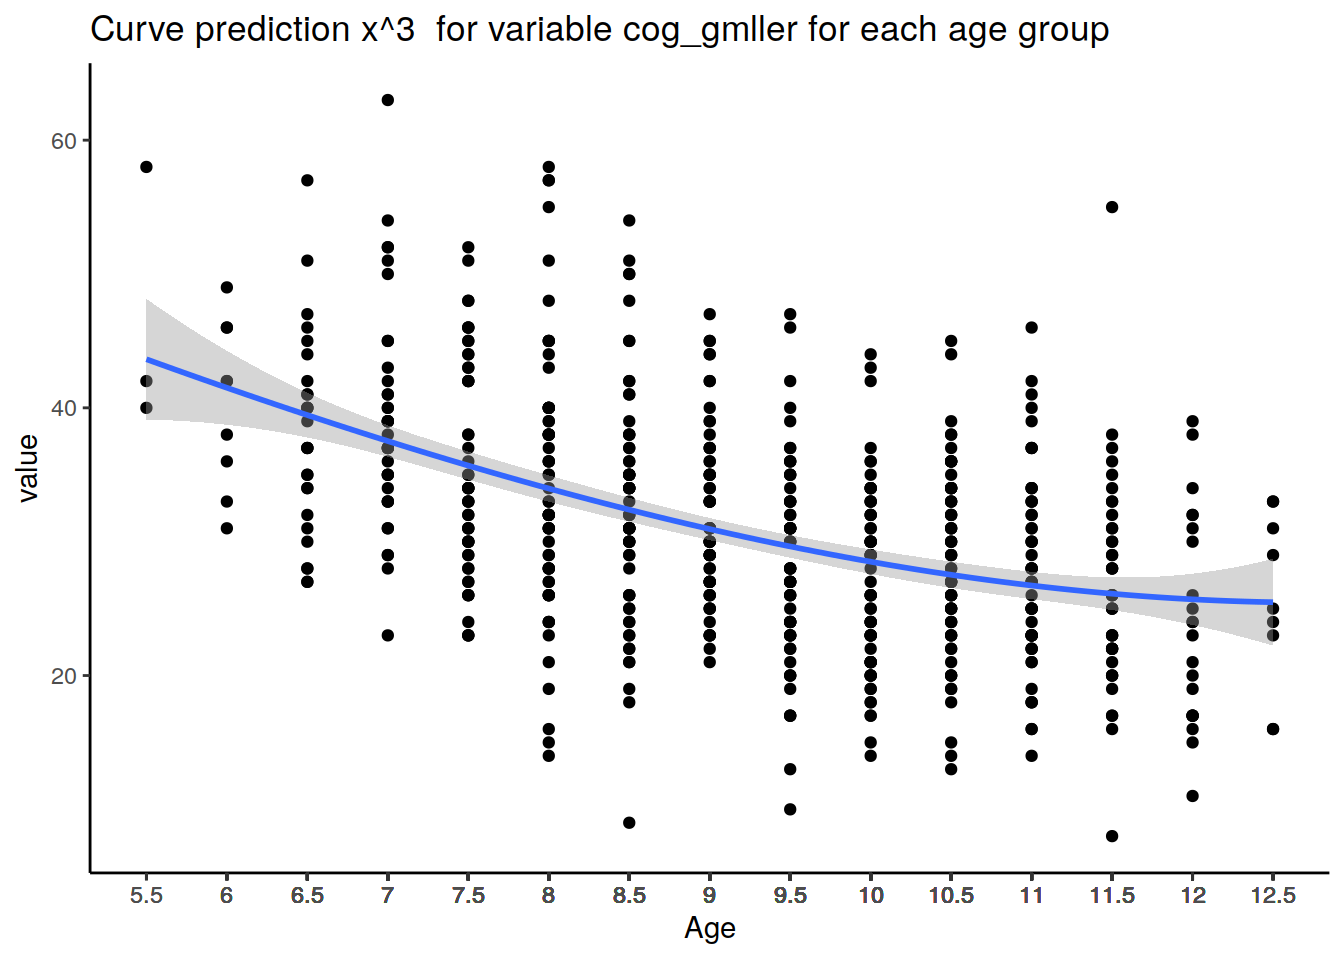 Curve prediction x^3  for variable cog_gmller for each age group
value
60
40
20
5.5 6 6.5 7 7.5 8 8.5 9 9.5 10 10.5 11 11.5 12 12.5
Age